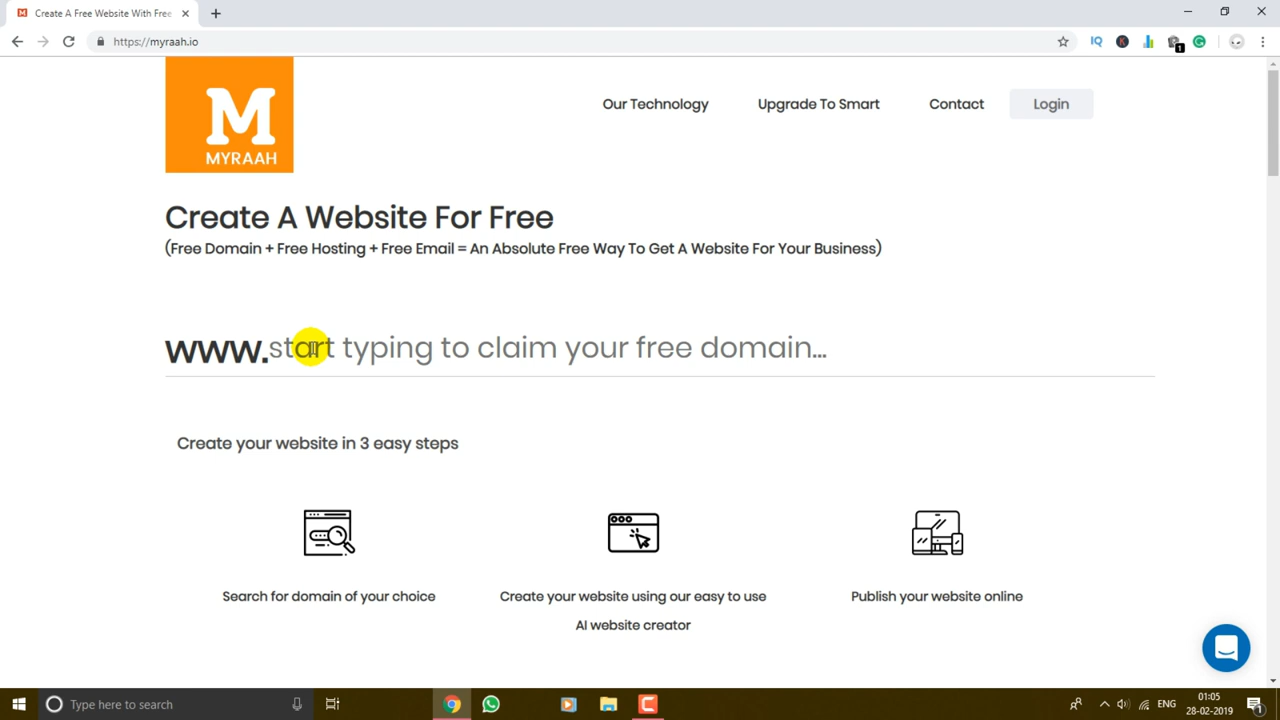 Create A Free Website With Free
https://myraah.io
1
M
MYRAAH
Our Technology
Upgrade To Smart
Contact
Login
Create A Website For Free
(Free Domain + Free Hosting + Free Email = An Absolute Free Way To Get A Website For Your Business)
www.start typing to claim your free domain...
Create your website in 3 easy steps
Search for domain of your choice
Create your website using our easy to use
AI website creator
Publish your website online
Type here to search
ENG
01:05
28-02-2019
1